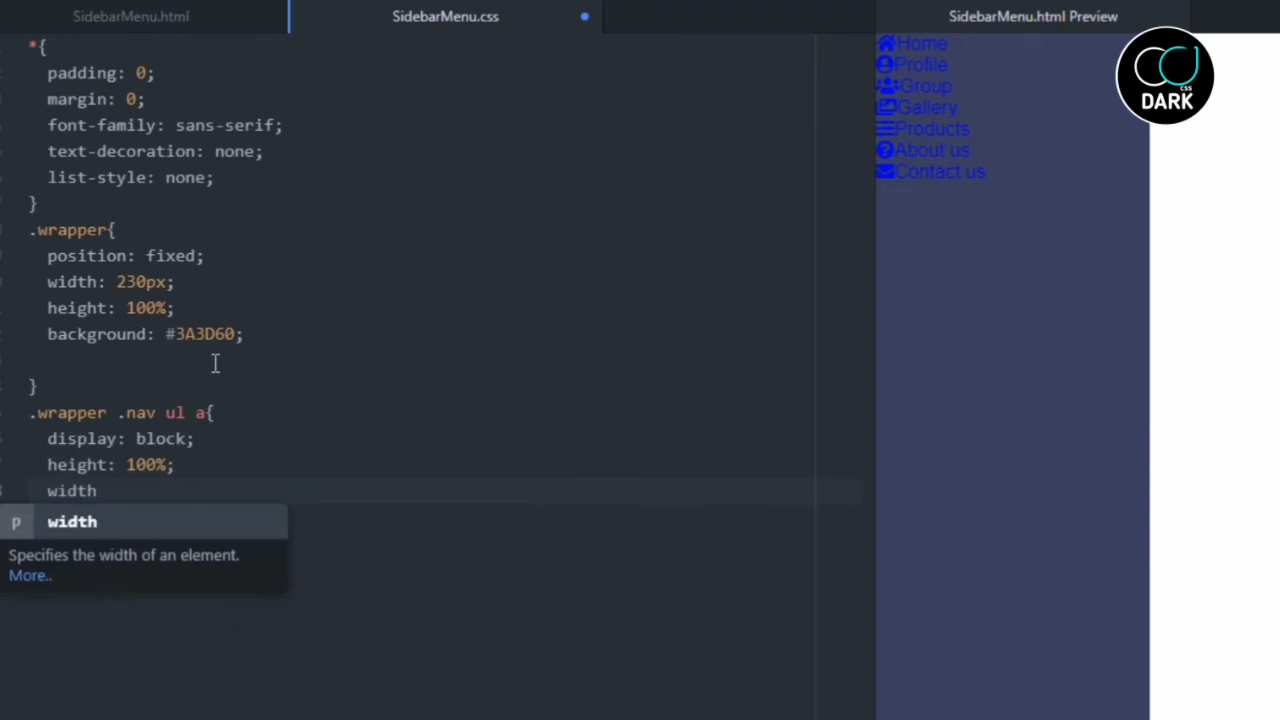 SidebarMenu.html
SidebarMenu.css
SidebarMenu.html Preview
*{
padding: 0;
margin: 0;
font-family: sans-serif;
text-decoration: none;
list-style: none;
}
.wrapper{
position: fixed;
width: 230px;
height: 100%;
background: #3A3D60;
}
.wrapper .nav ul a{
display: block;
height: 100%;
width
p width
Specifies the width of an element.
More..
Home
Profile
Group
Gallery
Products
About us
Contact us
CSS
DARK